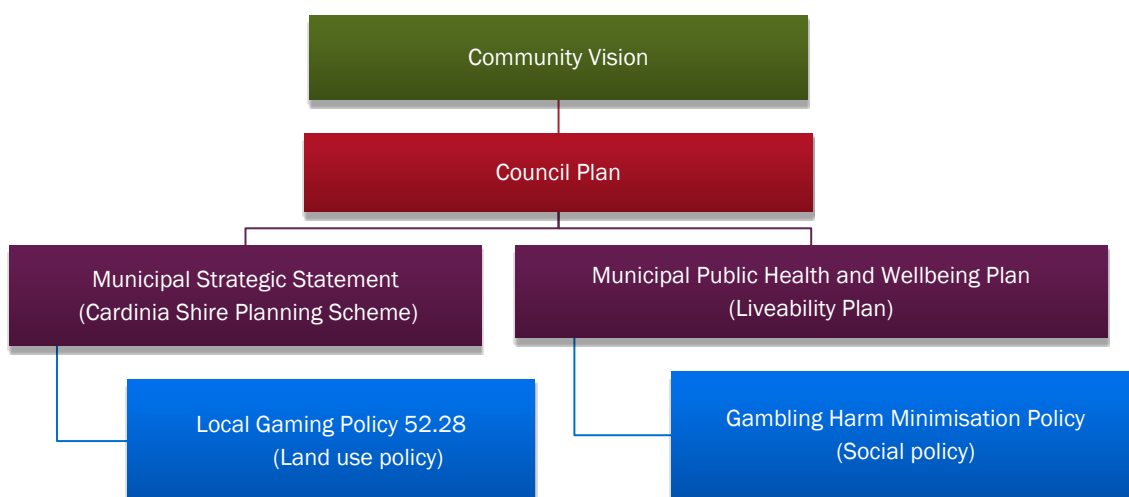 Community Vision
Council Plan
Municipal Strategic Statement
(Cardinia Shire Planning Scheme)
Municipal Public Health and Wellbeing Plan
(Liveability Plan)
Local Gaming Policy 52.28
(Land use policy)
Gambling Harm Minimisation Policy
(Social policy)